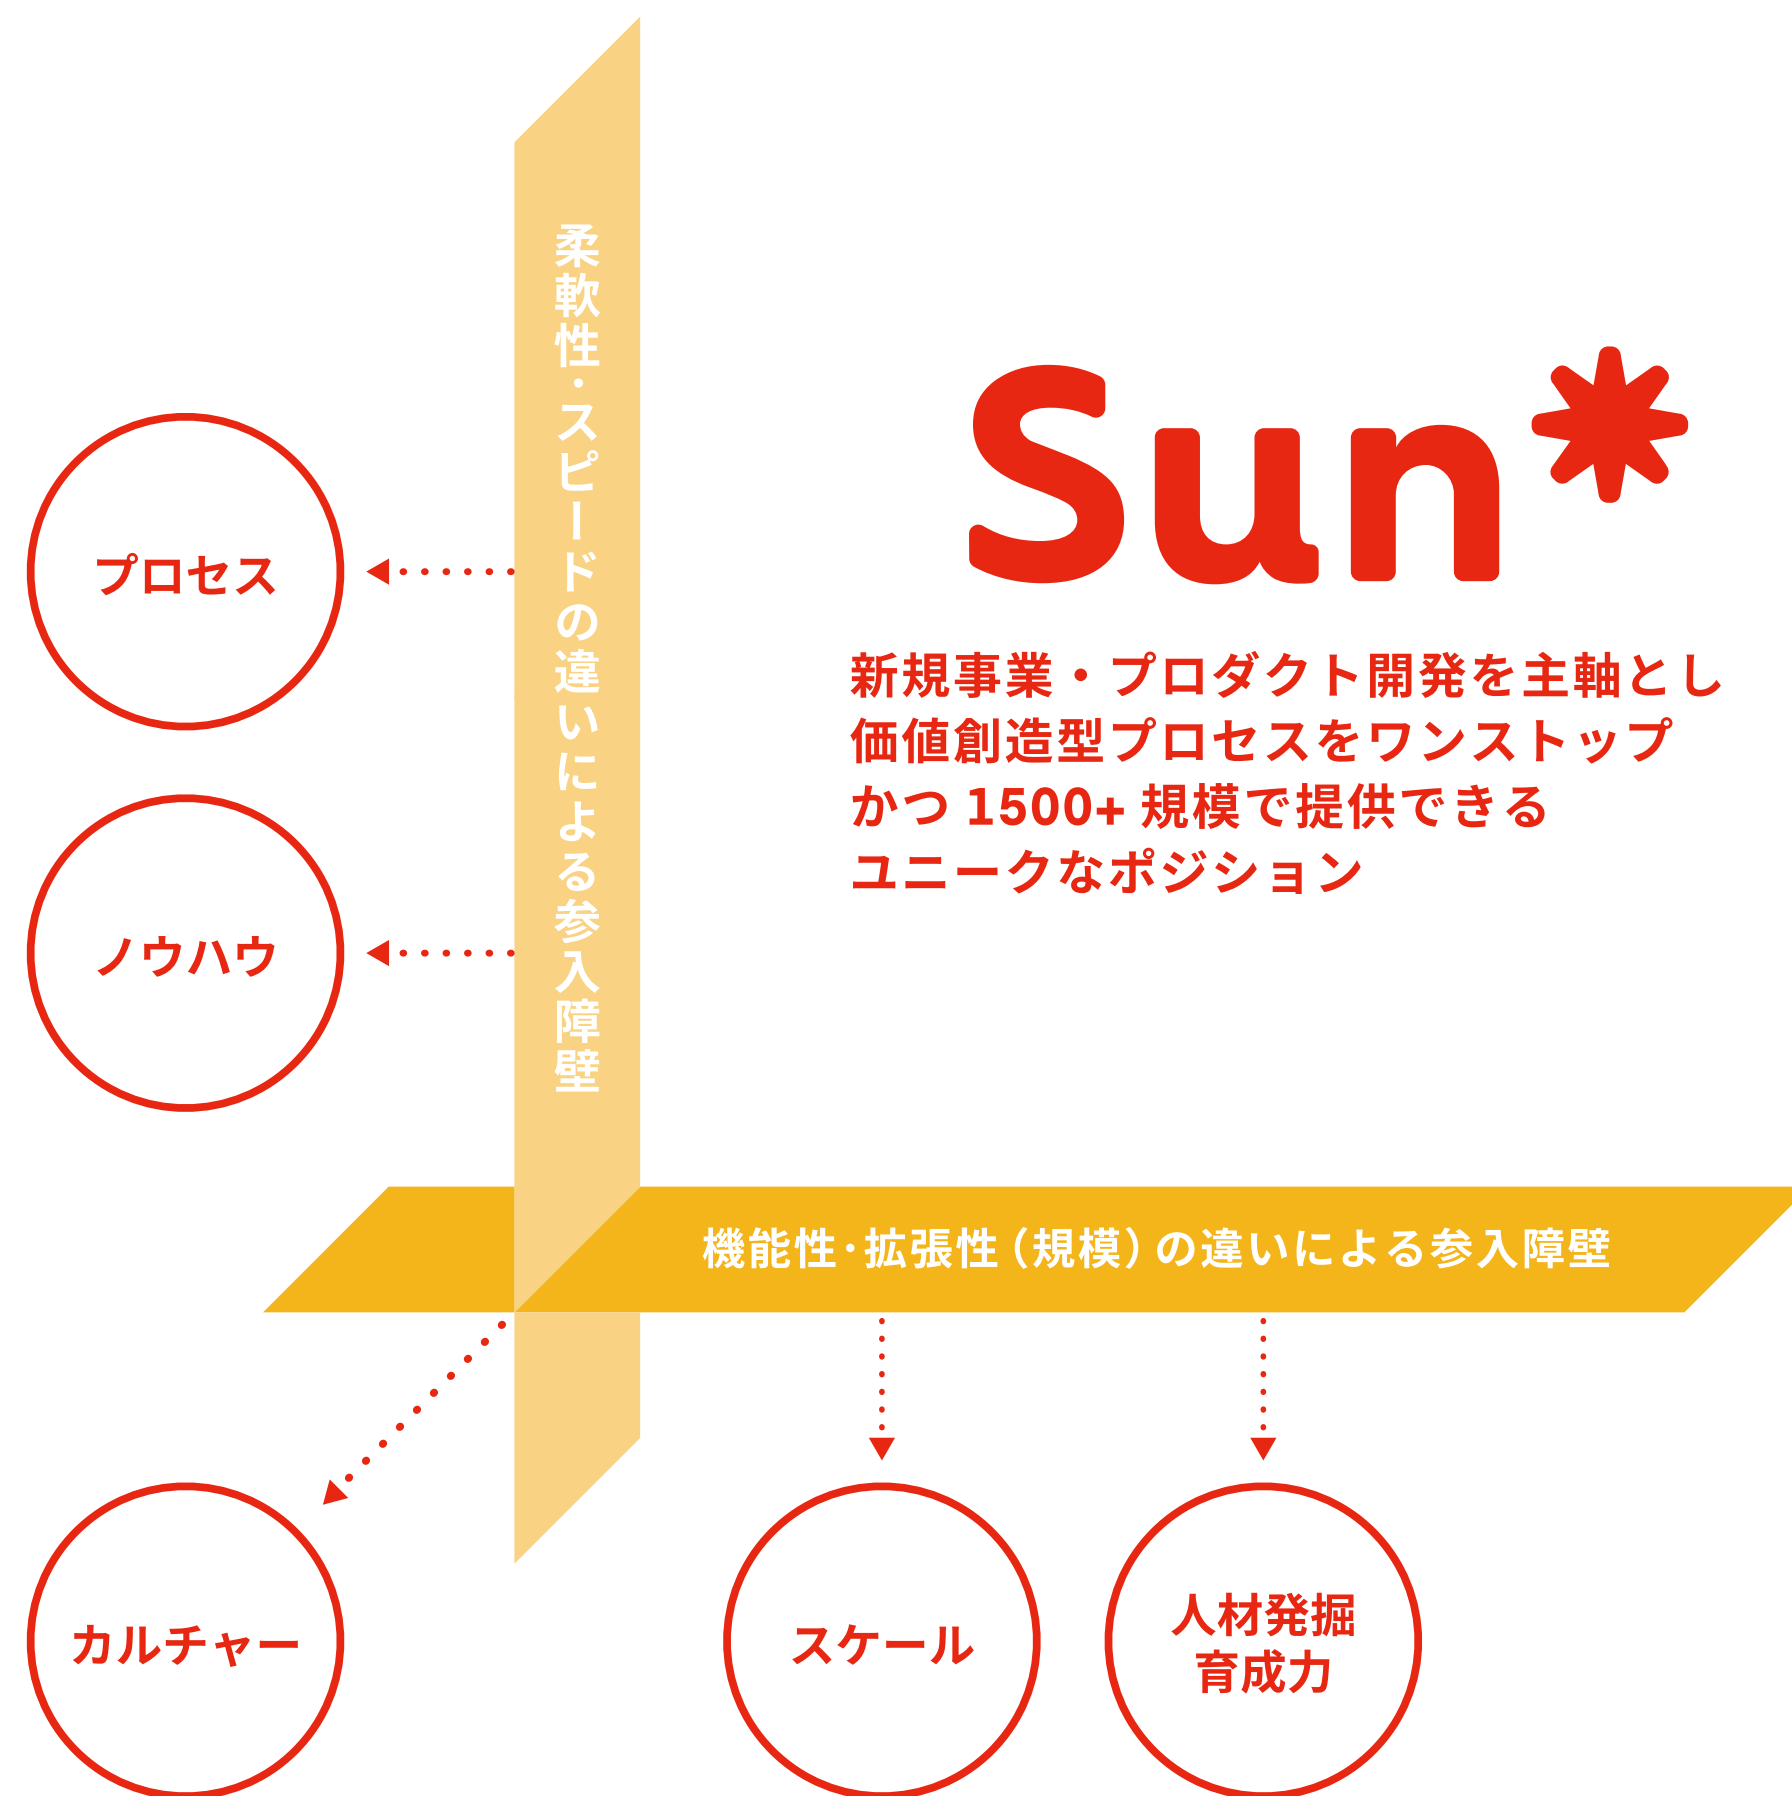 Sun*
新規事業・プロダクト開発を主軸とし
価値創造型プロセスをワンストップ
かつ 1500+ 規模で提供できる
ユニークなポジション
柔軟性・スピードの違いによる参入障壁
プロセス
ノウハウ
機能性・拡張性（規模）の違いによる参入障壁
カルチャー
スケール
人材発掘
育成力